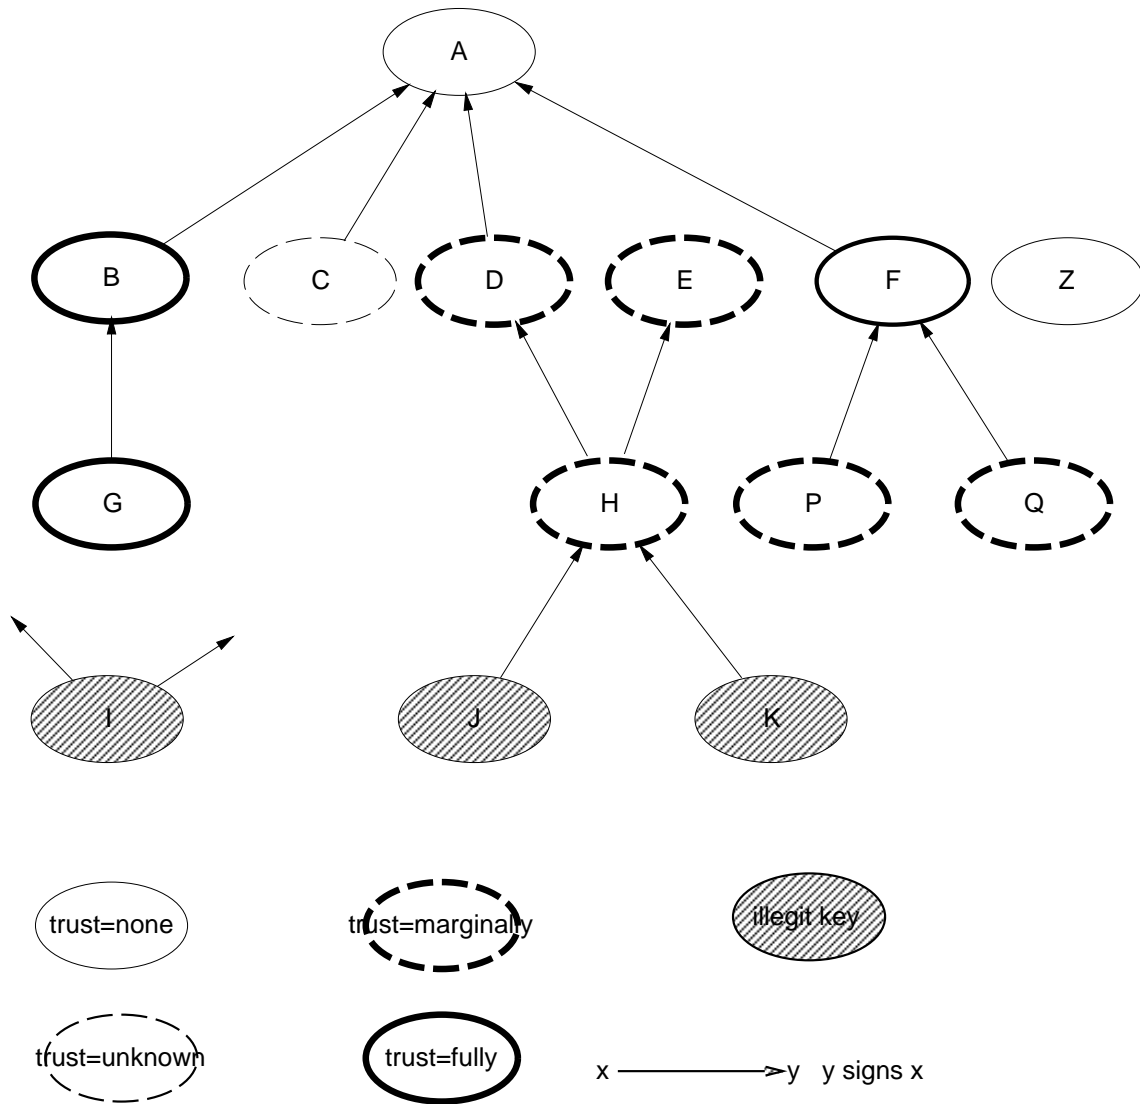 A
B
C
D
E
F
Z
G
H
P
Q
I
J
K
trust=none
trust=marginally
illegit key
trust=unknown
trust=fully
x y y signs x